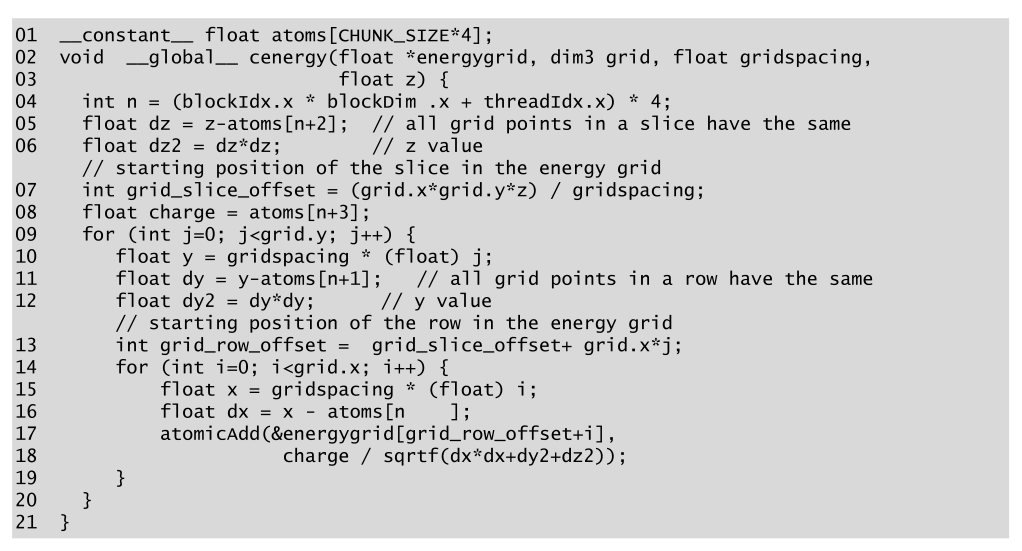 01 __constant__ float atoms[CHUNK_SIZE*4];
02 void __global__ cenergy(float *energygrid, dim3 grid, float gridspacing,
03 float z) {
04 int n = (blockIdx.x * blockDim .x + threadIdx.x) * 4;
05 float dz = z-atoms[n+2]; // all grid points in a slice have the same
06 float dz2 = dz*dz; // z value
// starting position of the slice in the energy grid
07 int grid_slice_offset = (grid.x*grid.y*z) / gridspacing;
08 float charge = atoms[n+3];
09 for (int j=0; j<grid.y; j++) {
10 float y = gridspacing * (float) j;
11 float dy = y-atoms[n+1]; // all grid points in a row have the same
12 float dy2 = dy*dy; // y value
// starting position of the row in the energy grid
13 int grid_row_offset = grid_slice_offset+ grid.x*j;
14 for (int i=0; i<grid.x; i++) {
15 float x = gridspacing * (float) i;
16 float dx = x - atoms[n ];
17 atomicAdd(&energygrid[grid_row_offset+i],
18 charge / sqrtf(dx*dx+dy2+dz2));
19 }
20 }
21 }